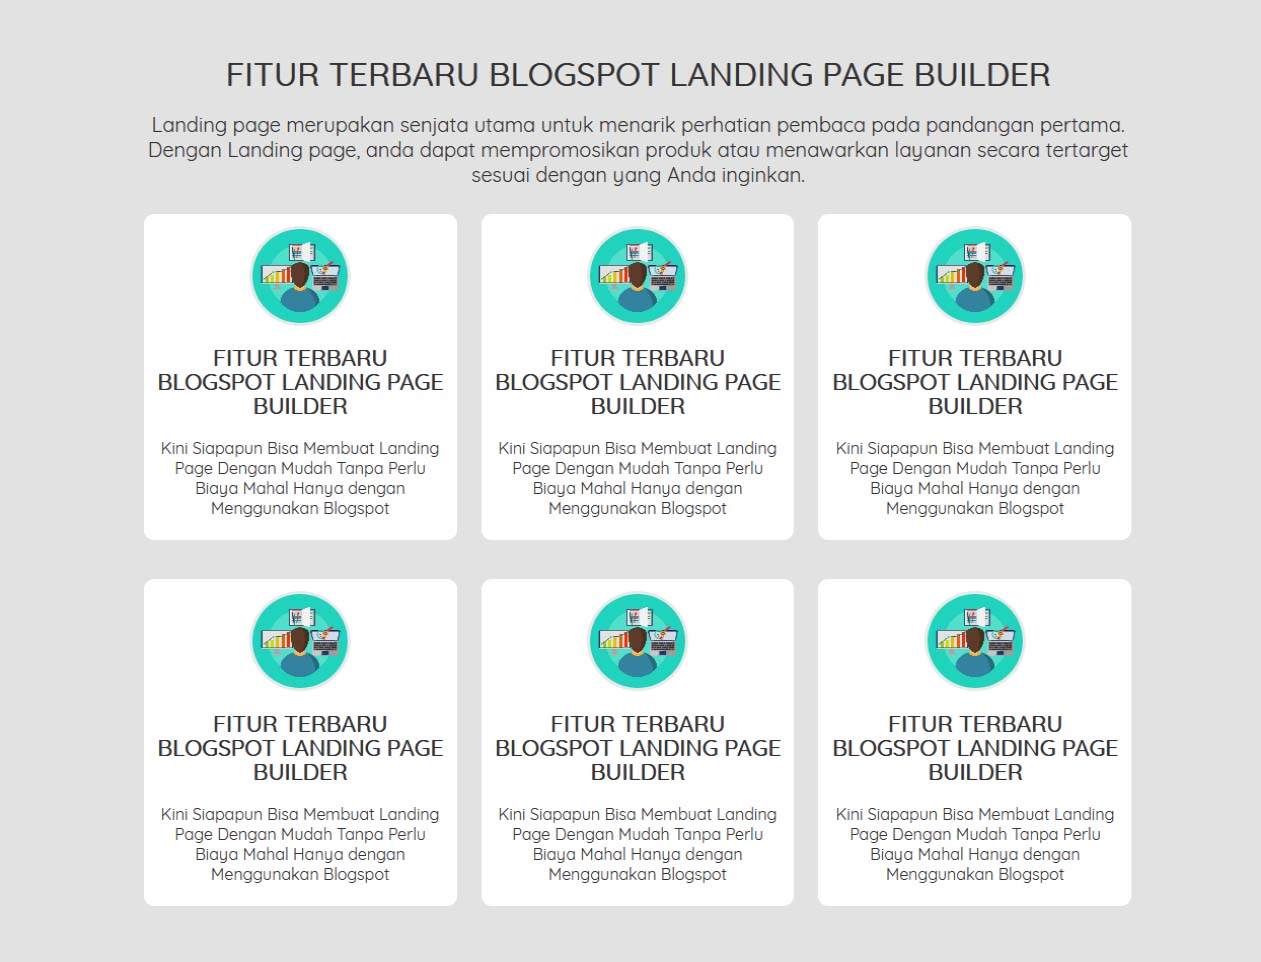 FITUR TERBARU BLOGSPOT LANDING PAGE BUILDER
Landing page merupakan senjata utama untuk menarik perhatian pembaca pada pandangan pertama.
Dengan Landing page, anda dapat mempromosikan produk atau menawarkan layanan secara tertarget
sesuai dengan yang Anda inginkan.
FITUR TERBARU
BLOGSPOT LANDING PAGE
BUILDER
Kini Siapapun Bisa Membuat Landing
Page Dengan Mudah Tanpa Perlu
Biaya Mahal Hanya dengan
Menggunakan Blogspot
FITUR TERBARU
BLOGSPOT LANDING PAGE
BUILDER
Kini Siapapun Bisa Membuat Landing
Page Dengan Mudah Tanpa Perlu
Biaya Mahal Hanya dengan
Menggunakan Blogspot
FITUR TERBARU
BLOGSPOT LANDING PAGE
BUILDER
Kini Siapapun Bisa Membuat Landing
Page Dengan Mudah Tanpa Perlu
Biaya Mahal Hanya dengan
Menggunakan Blogspot
FITUR TERBARU
BLOGSPOT LANDING PAGE
BUILDER
Kini Siapapun Bisa Membuat Landing
Page Dengan Mudah Tanpa Perlu
Biaya Mahal Hanya dengan
Menggunakan Blogspot
FITUR TERBARU
BLOGSPOT LANDING PAGE
BUILDER
Kini Siapapun Bisa Membuat Landing
Page Dengan Mudah Tanpa Perlu
Biaya Mahal Hanya dengan
Menggunakan Blogspot
FITUR TERBARU
BLOGSPOT LANDING PAGE
BUILDER
Kini Siapapun Bisa Membuat Landing
Page Dengan Mudah Tanpa Perlu
Biaya Mahal Hanya dengan
Menggunakan Blogspot